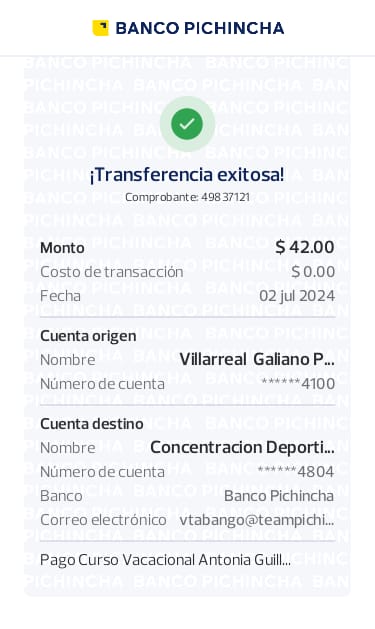 BANCO PICHINCHA
¡Transferencia exitosa!
Comprobante: 49837121
Monto $ 42.00
Costo de transacción $ 0.00
Fecha 02 jul 2024
Cuenta origen
Nombre Villarreal Galiano P...
Número de cuenta ******4100
Cuenta destino
Nombre Concentracion Deporti...
Número de cuenta ******4804
Banco Banco Pichincha
Correo electrónico vtabango@teampichi...
Pago Curso Vacacional Antonia Guill...